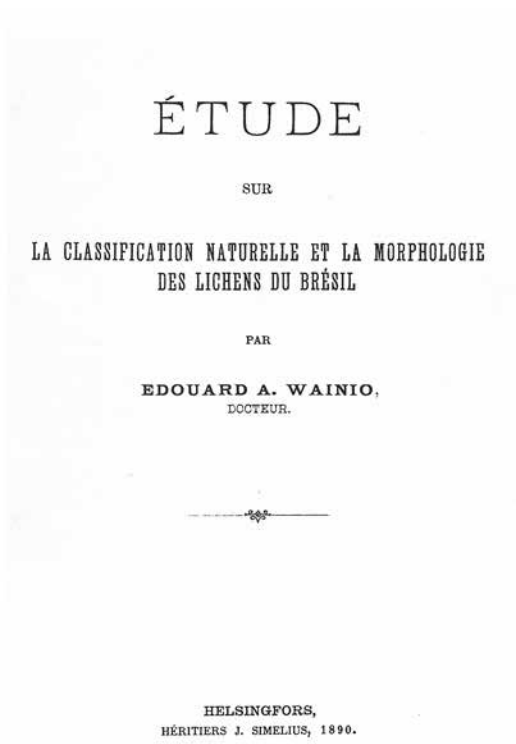 ÉTUDE
SUR
LA CLASSIFICATION NATURELLE ET LA MORPHOLOGIE
DES LICHENS DU BRÉSIL
PAR
EDOUARD A. WAINIO,
DOCTEUR.
HELSINGFORS,
HÉRITIERS J. SIMELIUS, 1890.